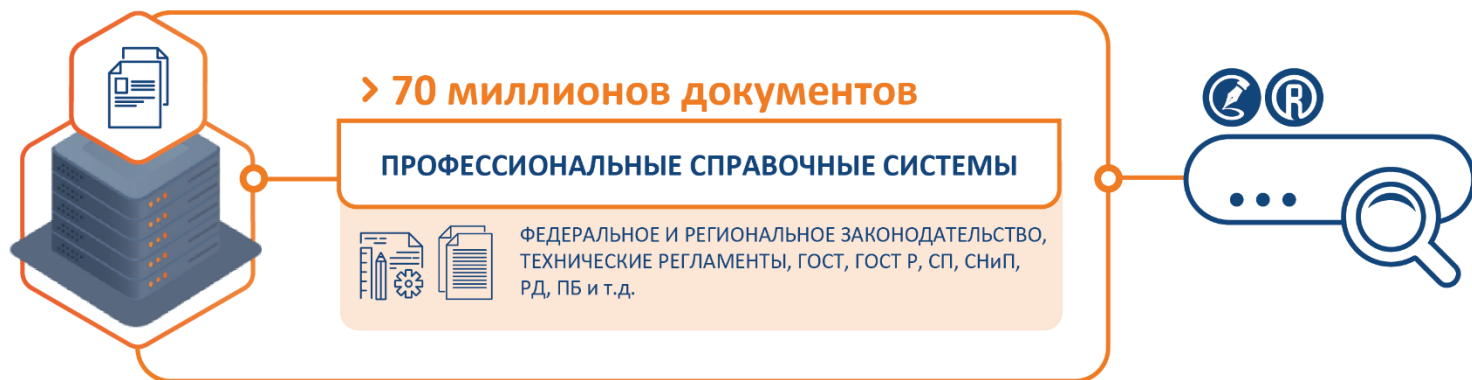 > 70 миллионов документов
ПРОФЕССИОНАЛЬНЫЕ СПРАВОЧНЫЕ СИСТЕМЫ
ФЕДЕРАЛЬНОЕ И РЕГИОНАЛЬНОЕ ЗАКОНОДАТЕЛЬСТВО,
ТЕХНИЧЕСКИЕ РЕГЛАМЕНТЫ, ГОСТ, ГОСТ Р, СП, СНиП,
РД, ПБ и т.д.
R